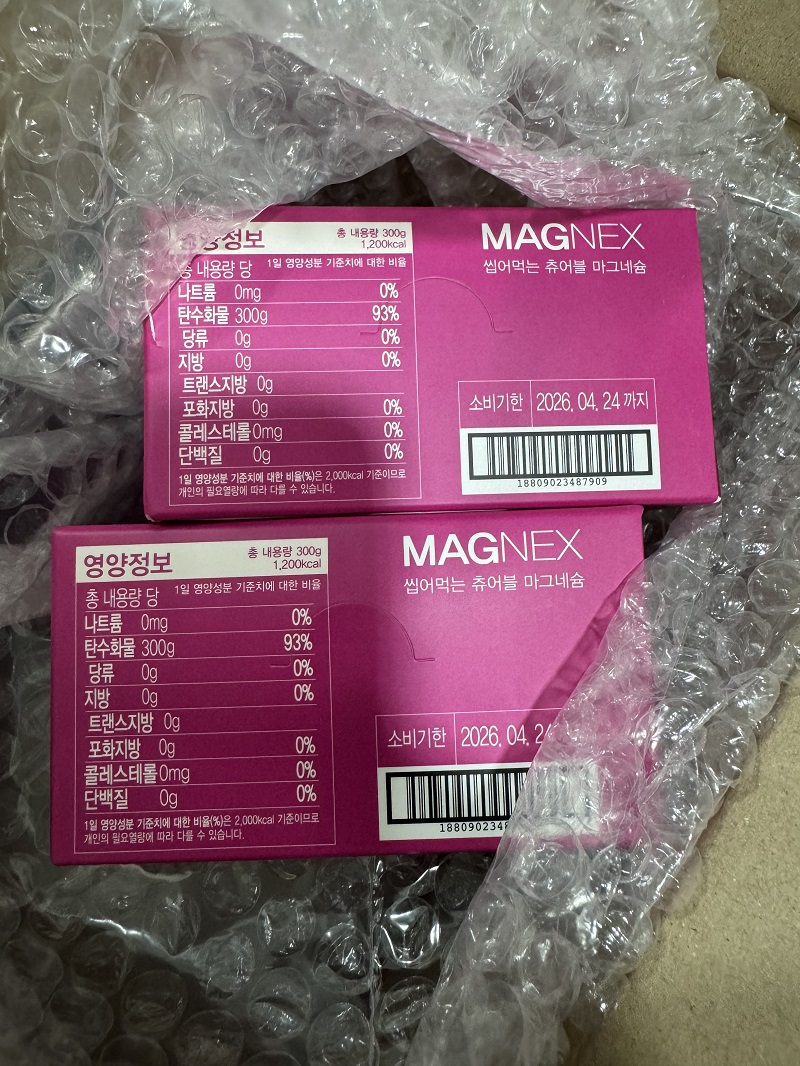 영양정보
총 내용량 300g
1,200kcal
총 내용량 당 1일 영양성분 기준치에 대한 비율
나트륨 0mg 0%
탄수화물 300g 93%
당류 0g 0%
지방 0g 0%
트랜스지방 0g
포화지방 0g 0%
콜레스테롤 0mg 0%
단백질 0g 0%
1일 영양성분 기준치에 대한 비율(%)은 2,000kcal 기준이므로
개인의 필요열량에 따라 다를 수 있습니다.
MAGNEX
씹어먹는 츄어블 마그네슘
소비기한 2026. 04. 24 까지
18809023487909
영양정보
총 내용량 300g
1,200kcal
총 내용량 당 1일 영양성분 기준치에 대한 비율
나트륨 0mg 0%
탄수화물 300g 93%
당류 0g 0%
지방 0g 0%
트랜스지방 0g
포화지방 0g 0%
콜레스테롤 0mg 0%
단백질 0g 0%
1일 영양성분 기준치에 대한 비율(%)은 2,000kcal 기준이므로
개인의 필요열량에 따라 다를 수 있습니다.
MAGNEX
씹어먹는 츄어블 마그네슘
소비기한 2026. 04. 24
188090234